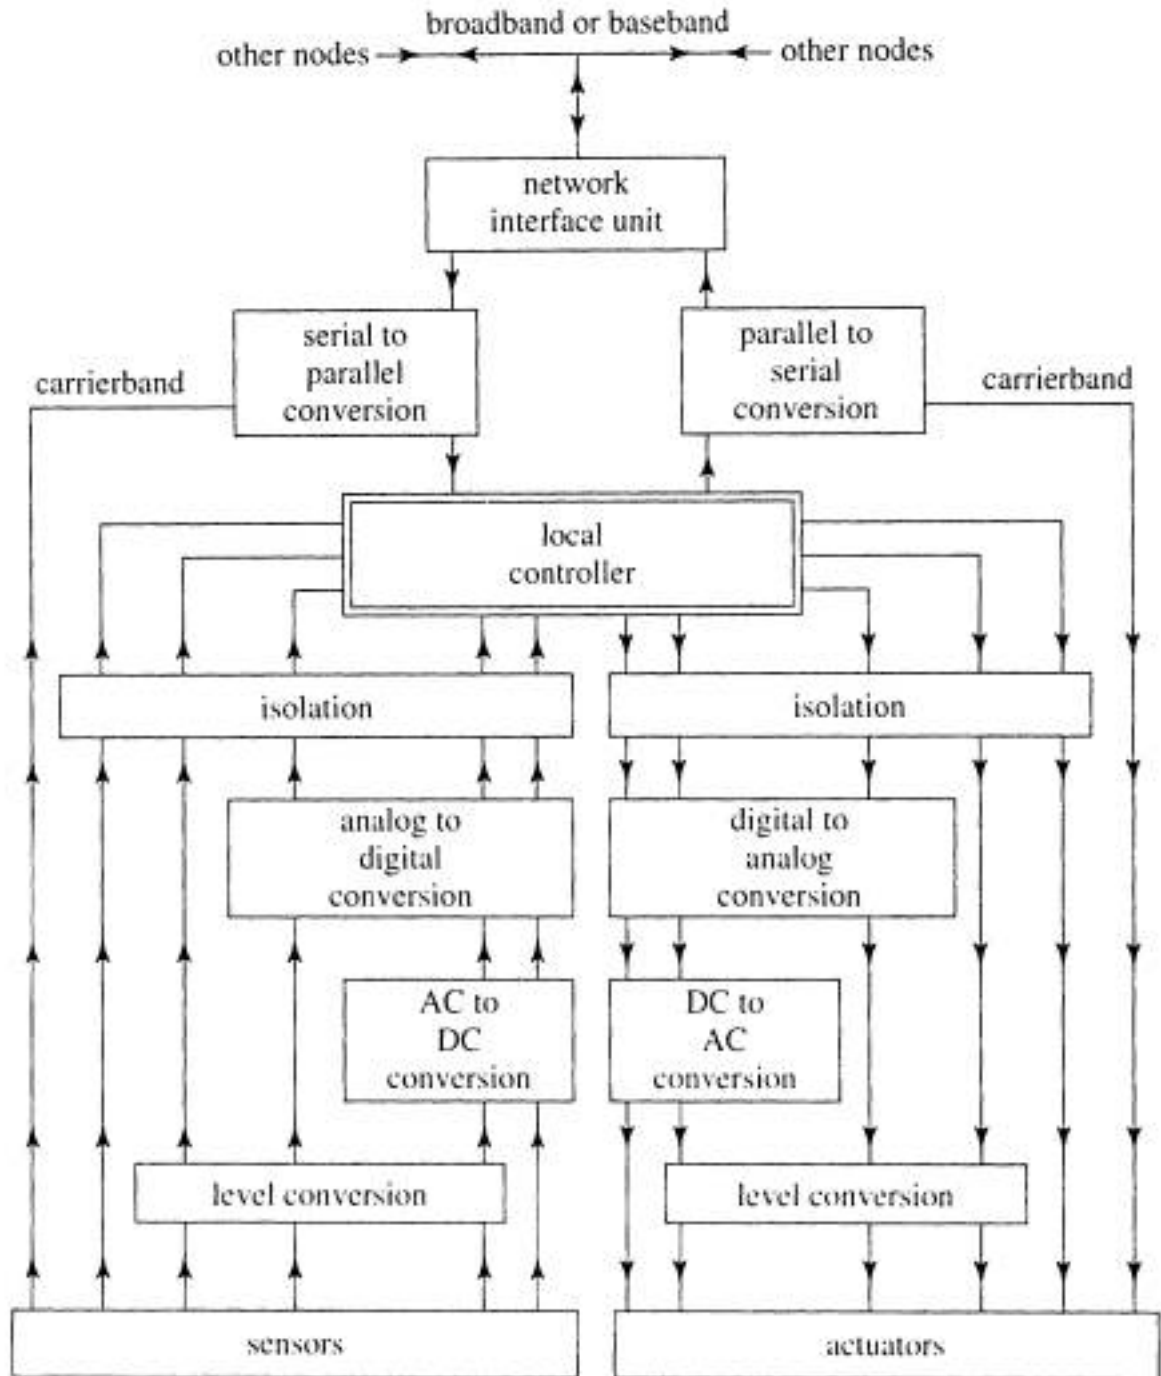 broadband or baseband
other nodes
other nodes
network
interface unit
serial to
parallel
conversion
parallel to
serial
conversion
carrierband
carrierband
local
controller
isolation
isolation
analog to
digital
conversion
digital to
analog
conversion
AC to
DC
conversion
DC to
AC
conversion
level conversion
level conversion
sensors
actuators